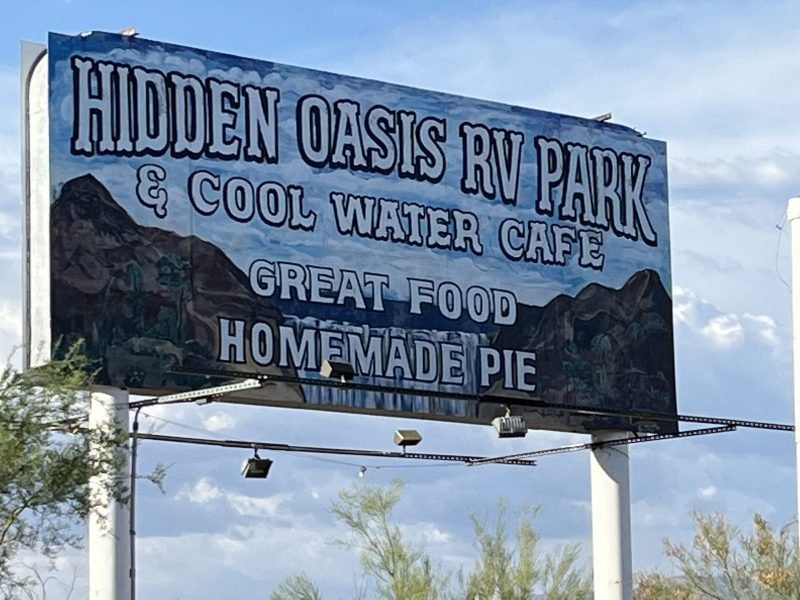 HIDDEN OASIS RV PARK
& COOL WATER CAFE
GREAT FOOD
HOMEMADE PIE